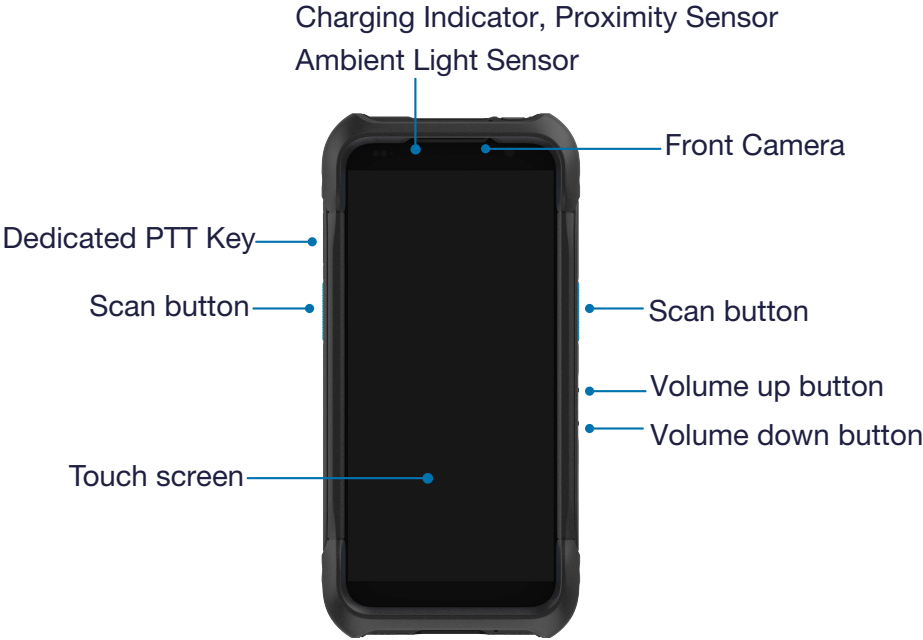 Charging Indicator, Proximity Sensor
Ambient Light Sensor
Front Camera
Dedicated PTT Key
Scan button
Scan button
Volume up button
Volume down button
Touch screen